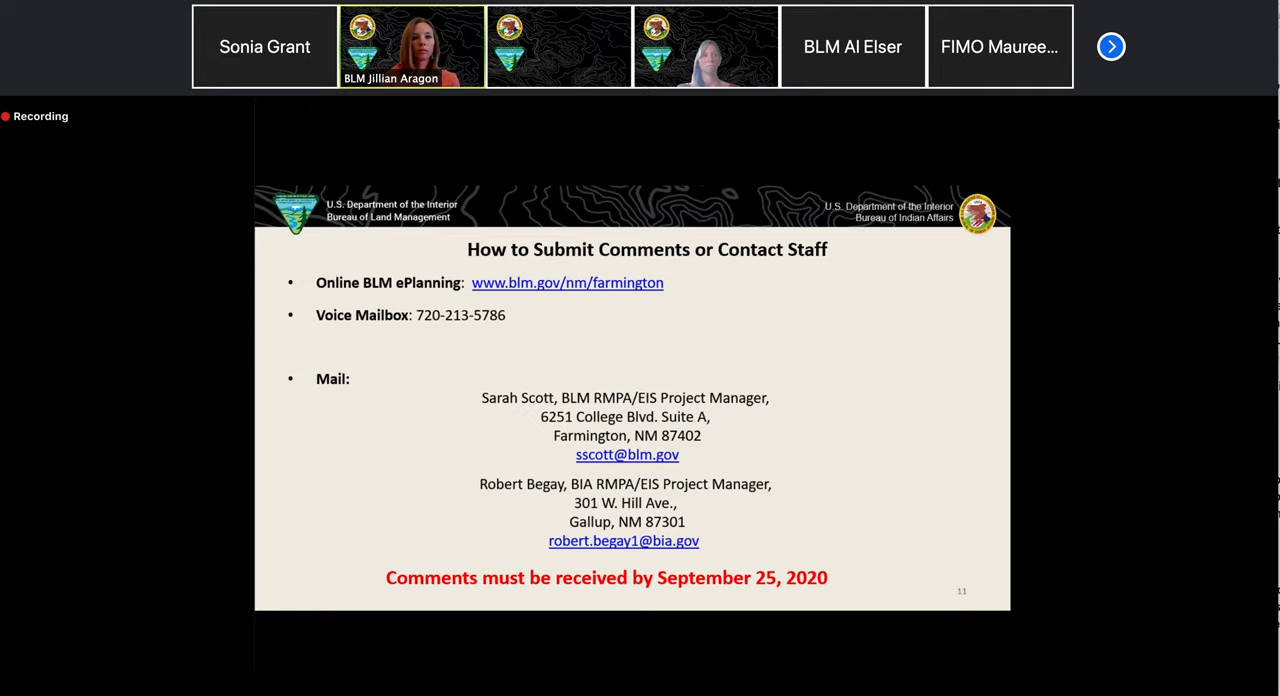 Sonia Grant
BLM Jillian Aragon
BLM Al Elser
FIMO Mauree...
Recording
U.S. Department of the Interior
Bureau of Land Management
U.S. Department of the Interior
Bureau of Indian Affairs
How to Submit Comments or Contact Staff
• Online BLM ePlanning: www.blm.gov/nm/farmington
• Voice Mailbox: 720-213-5786
• Mail:
Sarah Scott, BLM RMPA/EIS Project Manager,
6251 College Blvd. Suite A,
Farmington, NM 87402
sscott@blm.gov
Robert Begay, BIA RMPA/EIS Project Manager,
301 W. Hill Ave.,
Gallup, NM 87301
robert.begay1@bia.gov
Comments must be received by September 25, 2020
11